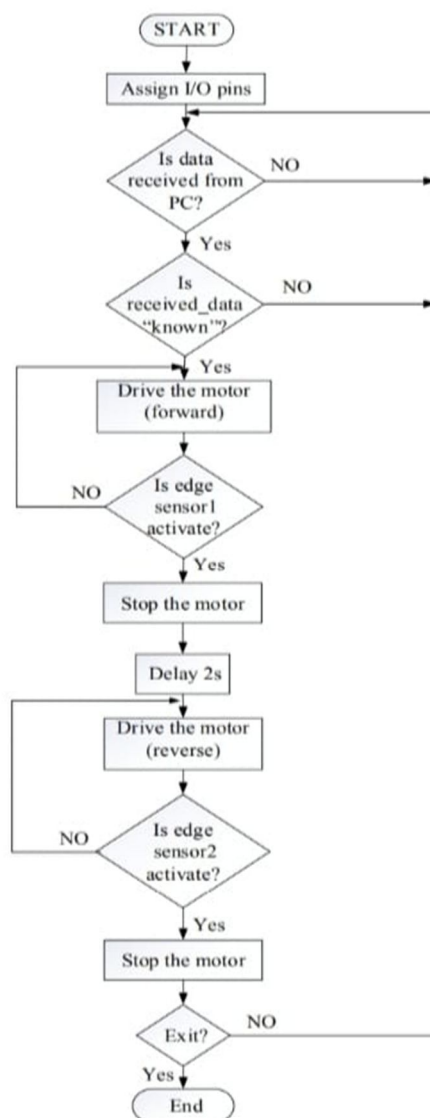 START
Assign I/O pins
Is data
received from
PC?
NO
Yes
Is
received_data
“known”?
NO
Yes
Drive the motor
(forward)
Is edge
sensor1
activate?
NO
Yes
Stop the motor
Delay 2s
Drive the motor
(reverse)
Is edge
sensor2
activate?
NO
Yes
Stop the motor
Exit?
NO
Yes
End